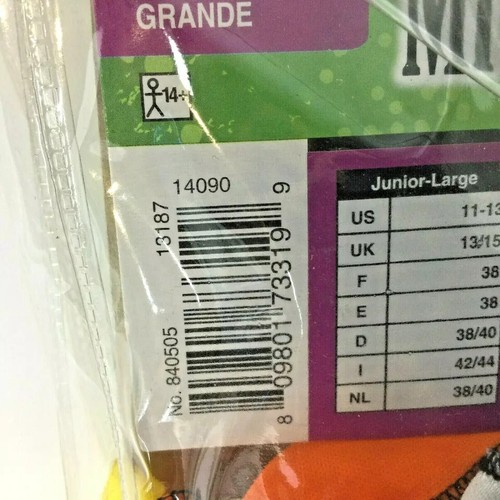 GRANDE
14+
14090
13187
No. 840505
8 09801 73319 9
Junior-Large
US 11-13
UK 13/15
F 38
E 38
D 38/40
I 42/44
NL 38/40